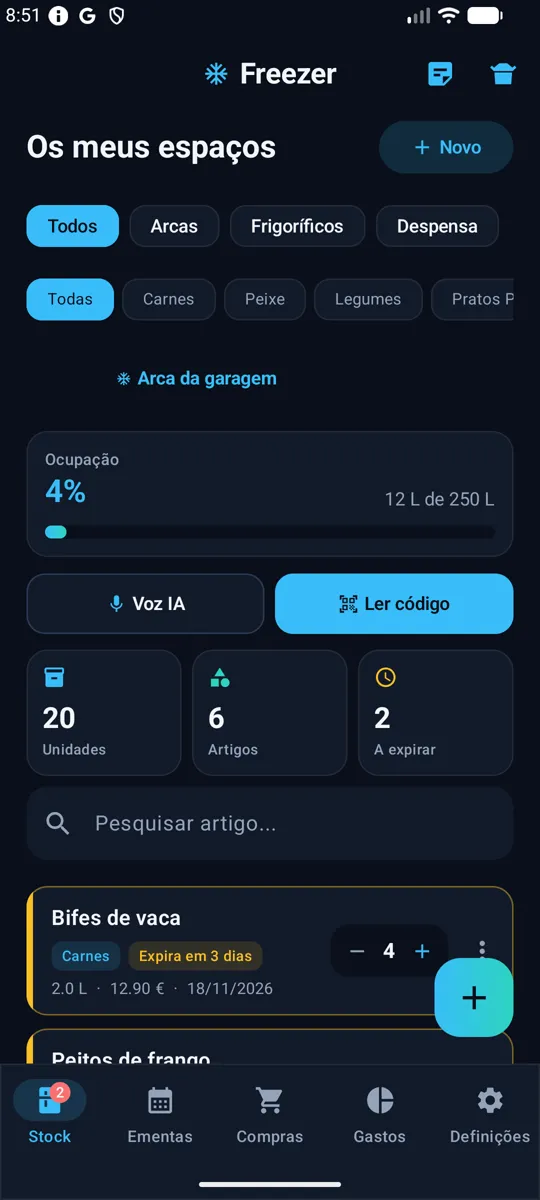 8:51
Freezer
Os meus espaços
+ Novo
Todos Arcas Frigoríficos Despensa
Todas Carnes Peixe Legumes Pratos P
Arca da garagem
Ocupação
4%
12 L de 250 L
Voz IA Ler código
20 6 2
Unidades Artigos A expirar
Pesquisar artigo...
Bifes de vaca
Carnes Expira em 3 dias
− 4 +
2.0 L · 12.90 € · 18/11/2026
+
Peitos de frango
2
Stock Ementas Compras Gastos Definições